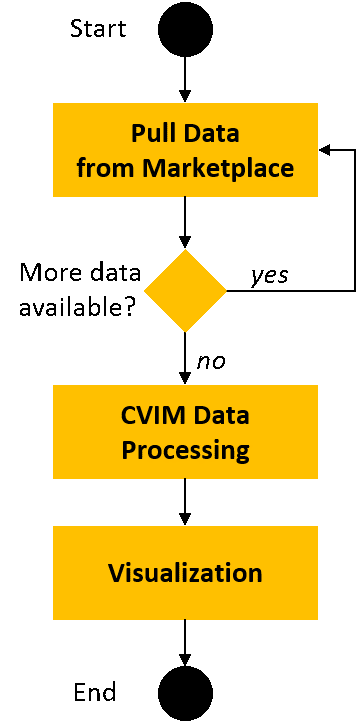 Start
Pull Data
from Marketplace
More data
available?
yes
no
CVIM Data
Processing
Visualization
End